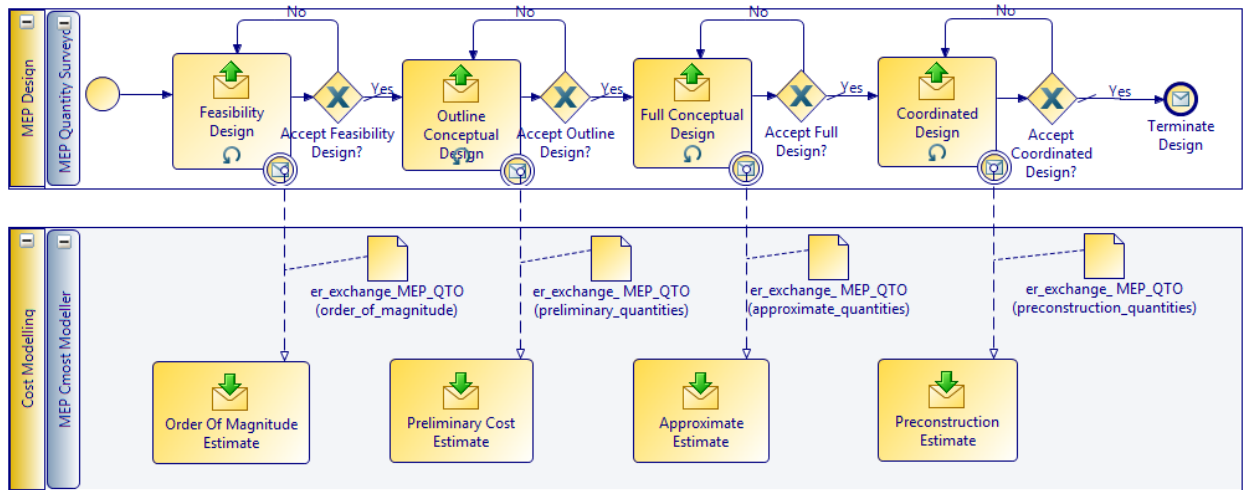 MEP Design
MEP Quantity Surveyo
No
No
No
No
Feasibility
Design
Accept Feasibility
Design?
Yes
Outline
Conceptual
Design
Accept Outline
Design?
Yes
Full Conceptual
Design
Accept Full
Design?
Yes
Coordinated
Design
Accept
Coordinated
Design?
Yes
Terminate
Design
Cost Modelling
MEP Cmost Modeller
er_exchange_MEP_QTO
(order_of_magnitude)
er_exchange_ MEP_QTO
(preliminary_quantities)
er_exchange_ MEP_QTO
(approximate_quantities)
er_exchange_ MEP_QTO
(preconstruction_quantities)
Order Of Magnitude
Estimate
Preliminary Cost
Estimate
Approximate
Estimate
Preconstruction
Estimate